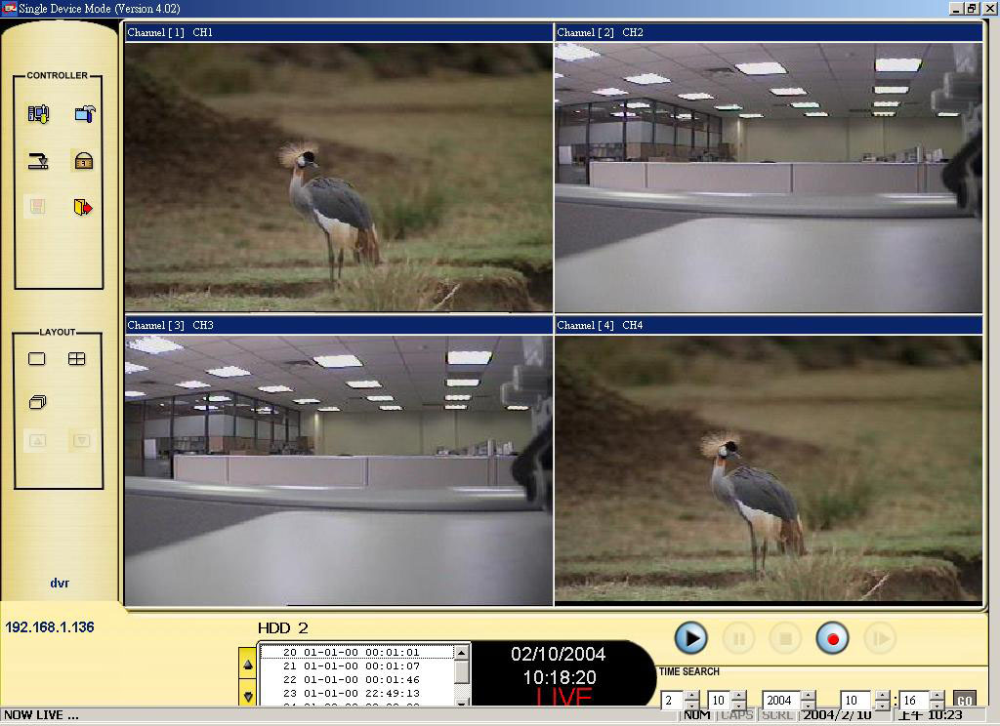 Single Device Mode (Version 4.02)
Channel [ 1] CH1
Channel [ 2] CH2
CONTROLLER
Channel [ 3] CH3
Channel [ 4] CH4
LAYOUT
dvr
192.168.1.136
HDD 2
20 01-01-00 00:01:01
21 01-01-00 00:01:07
22 01-01-00 00:01:46
23 01-01-00 22:49:13
02/10/2004
10:18:20
LIVE
TIME SEARCH
2 10 2004 10 : 16 GO
NOW LIVE ...
NUM CAPS SCRL 2004/2/10 上午 10:23